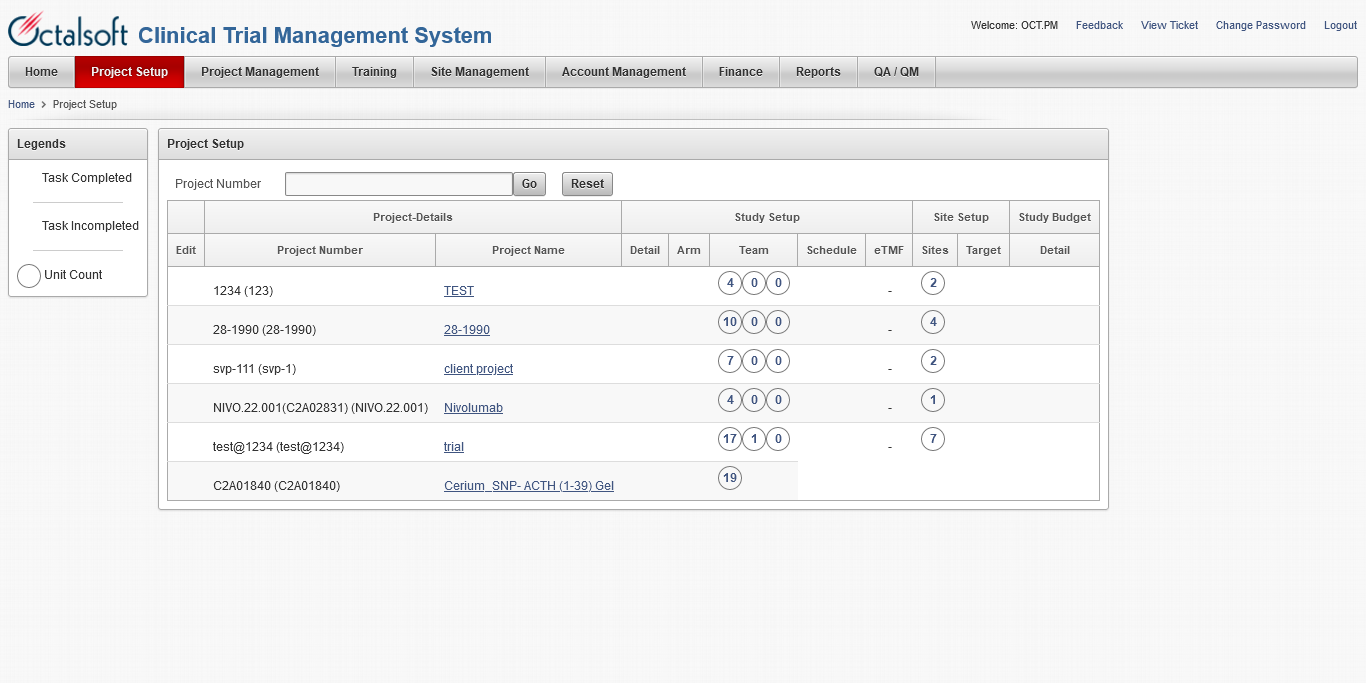 Octalsoft Clinical Trial Management System
Welcome: OCT.PM Feedback View Ticket Change Password Logout
Home Project Setup Project Management Training Site Management Account Management Finance Reports QA / QM
Home > Project Setup
Legends
Task Completed
Task Incompleted
Unit Count
Project Setup
Project Number Go Reset
Project-Details Study Setup Site Setup Study Budget
Edit Project Number Project Name Detail Arm Team Schedule eTMF Sites Target Detail
1234 (123) TEST 4 0 0 - 2
28-1990 (28-1990) 28-1990 10 0 0 - 4
svp-111 (svp-1) client project 7 0 0 - 2
NIVO.22.001(C2A02831) (NIVO.22.001) Nivolumab 4 0 0 - 1
test@1234 (test@1234) trial 17 1 0 - 7
C2A01840 (C2A01840) Cerium_SNP- ACTH (1-39) Gel 19